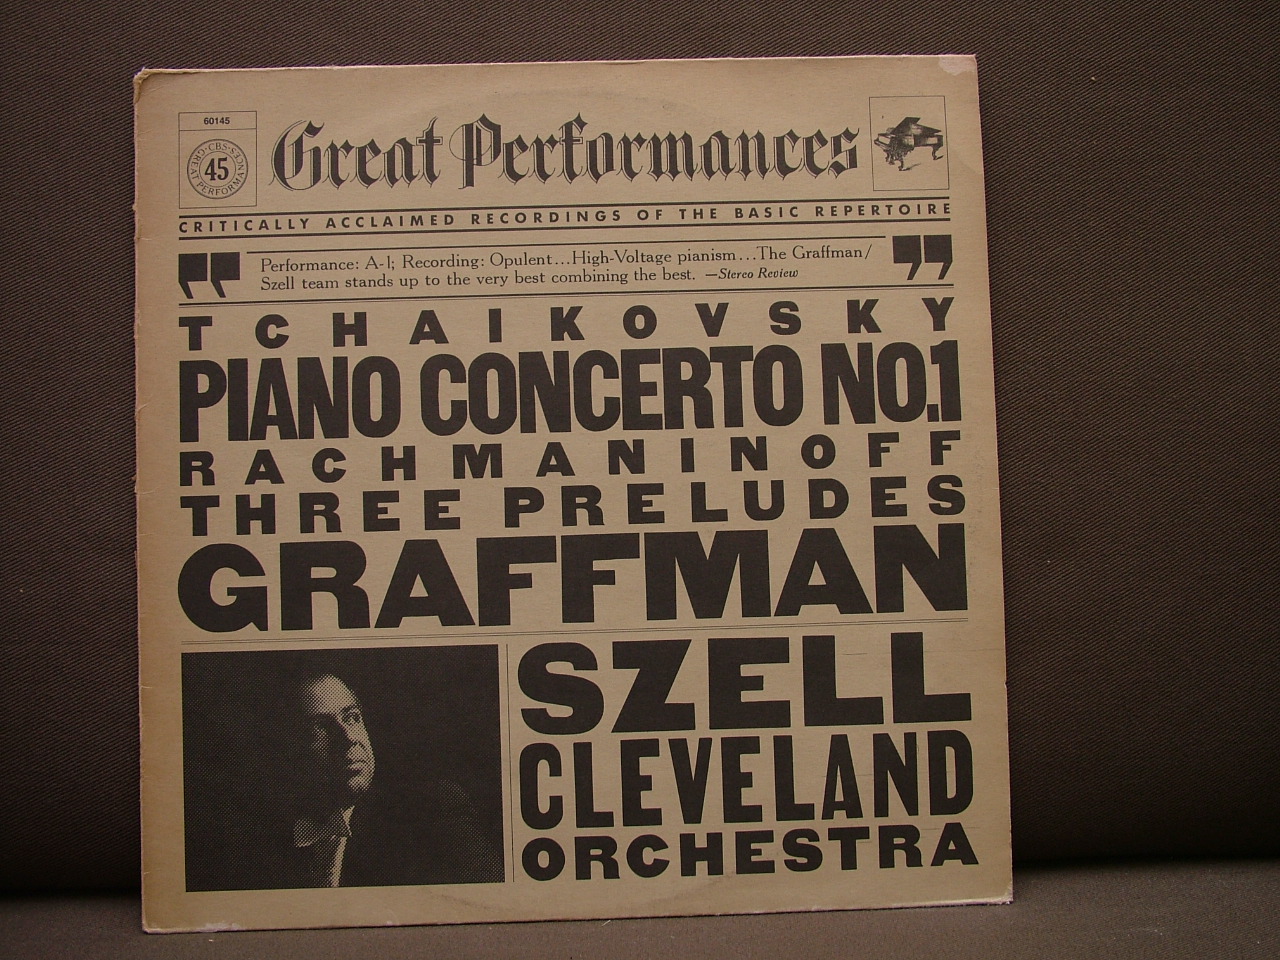 60145
CBS
GREAT PERFORMANCES
45
Great Performances
CRITICALLY ACCLAIMED RECORDINGS OF THE BASIC REPERTOIRE
"Performance: A-1; Recording: Opulent...High-Voltage pianism...The Graffman/
Szell team stands up to the very best combining the best. —Stereo Review"
TCHAIKOVSKY
PIANO CONCERTO NO.1
RACHMANINOFF
THREE PRELUDES
GRAFFMAN
SZELL
CLEVELAND
ORCHESTRA